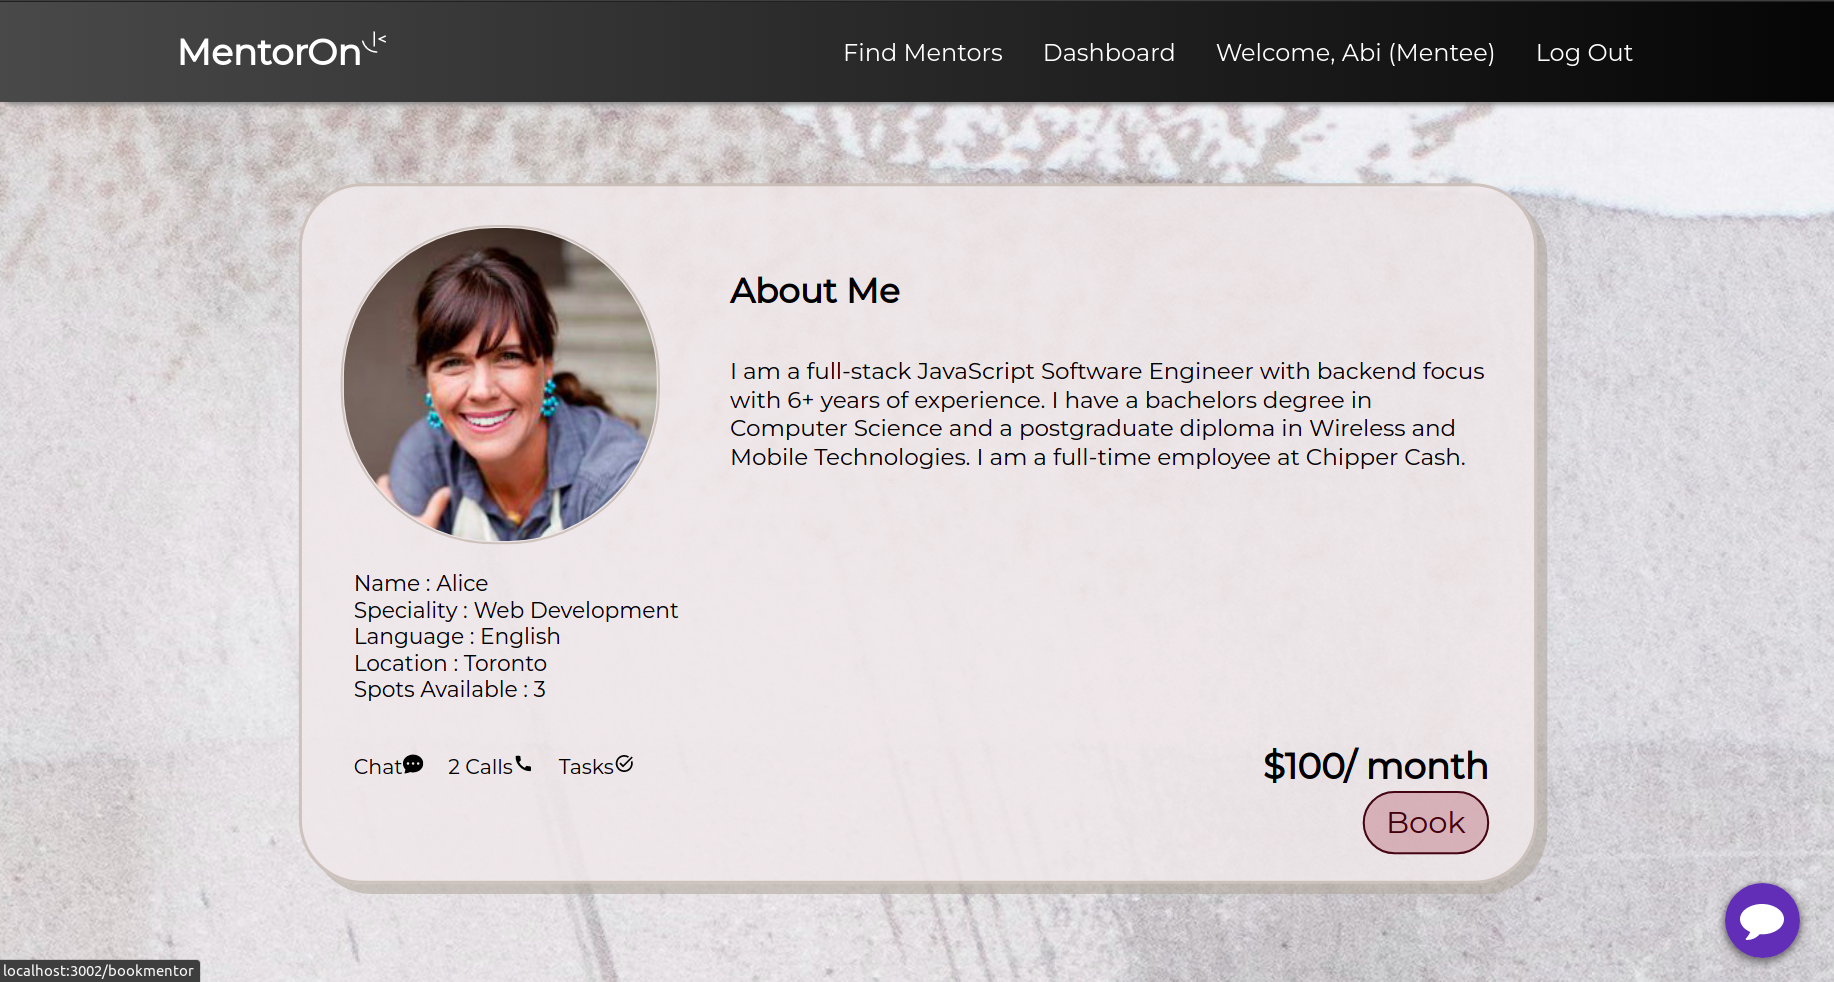 MentorOn
Find Mentors
Dashboard
Welcome, Abi (Mentee)
Log Out
About Me
I am a full-stack JavaScript Software Engineer with backend focus
with 6+ years of experience. I have a bachelors degree in
Computer Science and a postgraduate diploma in Wireless and
Mobile Technologies. I am a full-time employee at Chipper Cash.
Name : Alice
Speciality : Web Development
Language : English
Location : Toronto
Spots Available : 3
Chat
2 Calls
Tasks
$100/ month
Book
localhost:3002/bookmentor